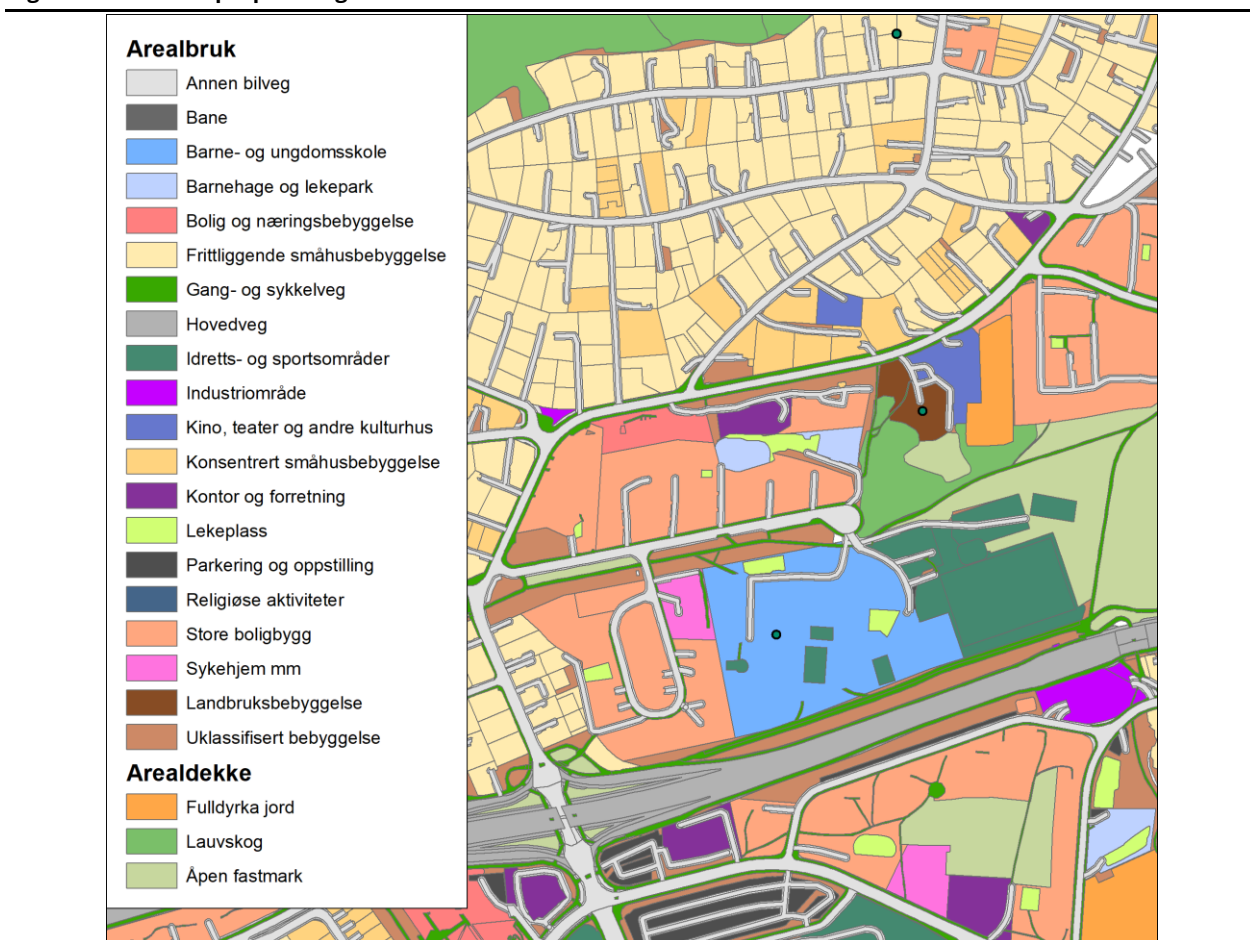 Arealbruk
Annen bilveg
Bane
Barne- og ungdomsskole
Barnehage og lekepark
Bolig og næringsbebyggelse
Frittliggende småhusbebyggelse
Gang- og sykkelveg
Hovedveg
Idretts- og sportsområder
Industriområde
Kino, teater og andre kulturhus
Konsentrert småhusbebyggelse
Kontor og forretning
Lekeplass
Parkering og oppstilling
Religiøse aktiviteter
Store boligbygg
Sykehjem mm
Landbruksbebyggelse
Uklassifisert bebyggelse
Arealdekke
Fulldyrka jord
Lauvskog
Åpen fastmark